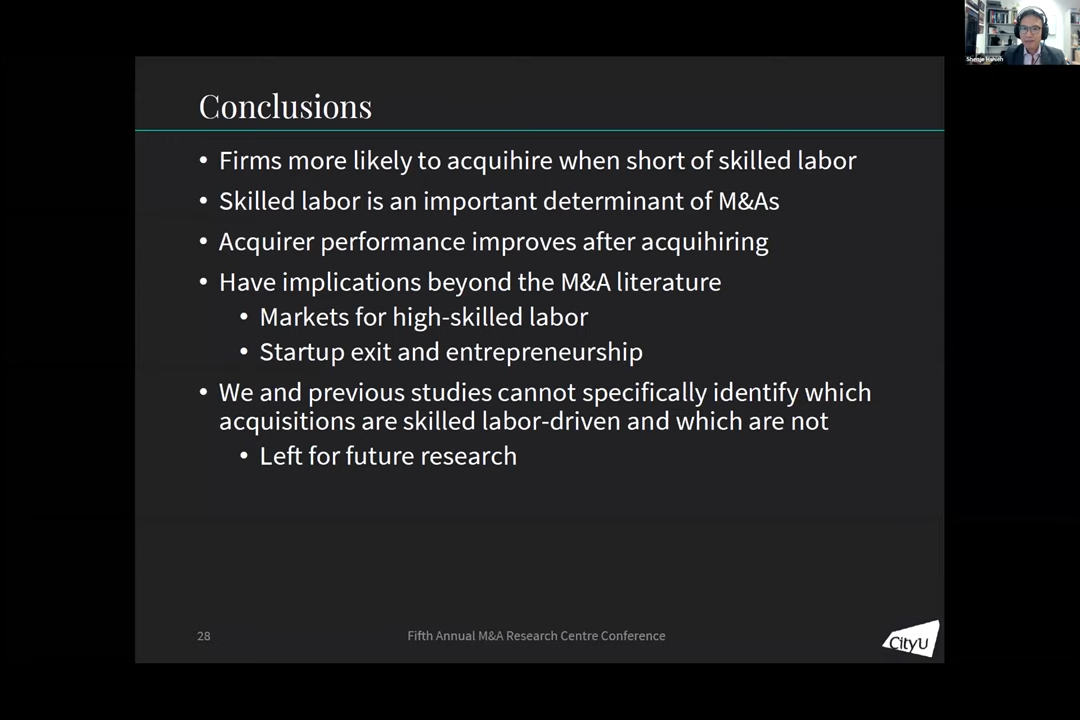 Conclusions
• Firms more likely to acquihire when short of skilled labor
• Skilled labor is an important determinant of M&As
• Acquirer performance improves after acquihiring
• Have implications beyond the M&A literature
• Markets for high-skilled labor
• Startup exit and entrepreneurship
• We and previous studies cannot specifically identify which
acquisitions are skilled labor-driven and which are not
• Left for future research
28
Fifth Annual M&A Research Centre Conference
CityU